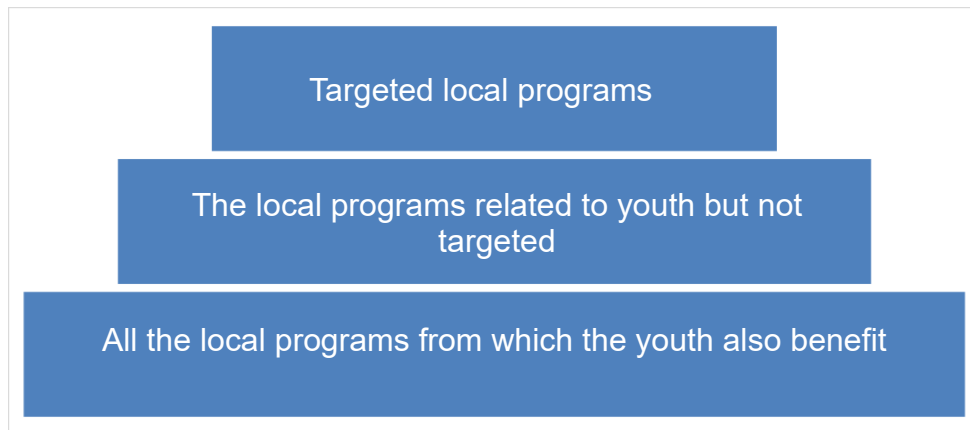 Targeted local programs
The local programs related to youth but not
targeted
All the local programs from which the youth also benefit